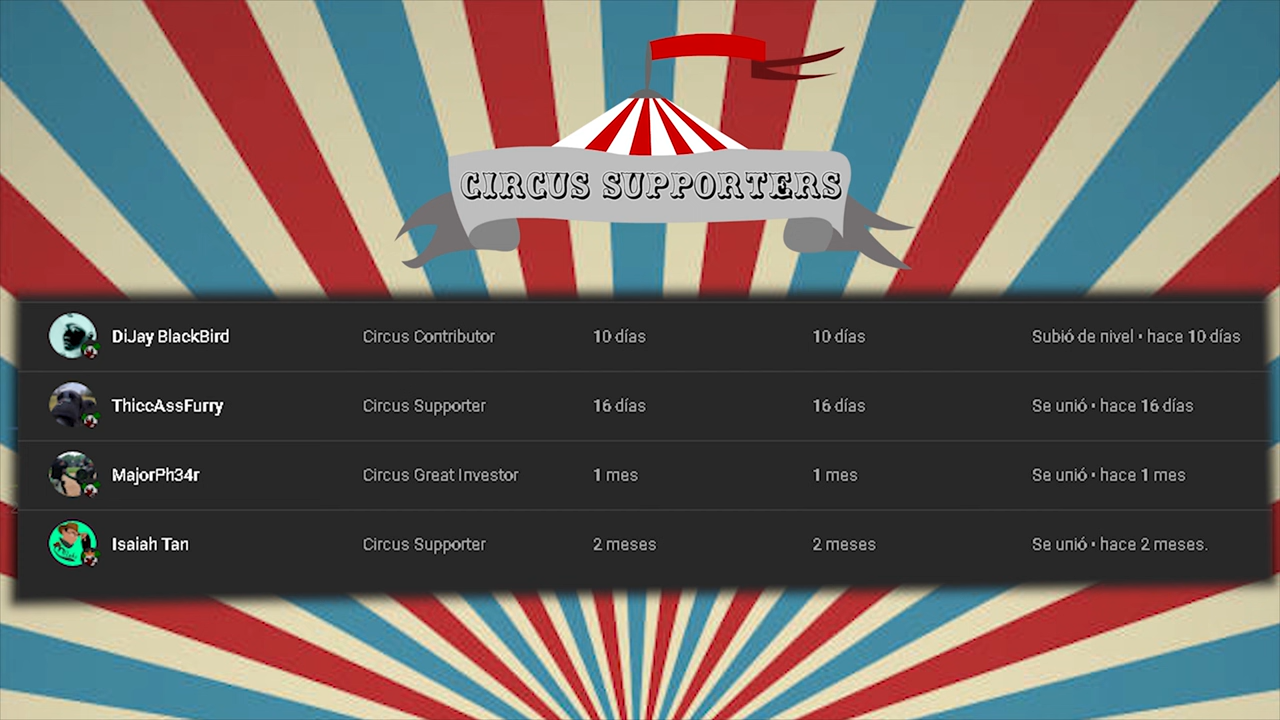 CIRCUS SUPPORTERS
DiJay BlackBird Circus Contributor 10 días 10 días Subió de nivel • hace 10 días
ThiccAssFurry Circus Supporter 16 días 16 días Se unió • hace 16 días
MajorPh34r Circus Great Investor 1 mes 1 mes Se unió • hace 1 mes
Isaiah Tan Circus Supporter 2 meses 2 meses Se unió • hace 2 meses.